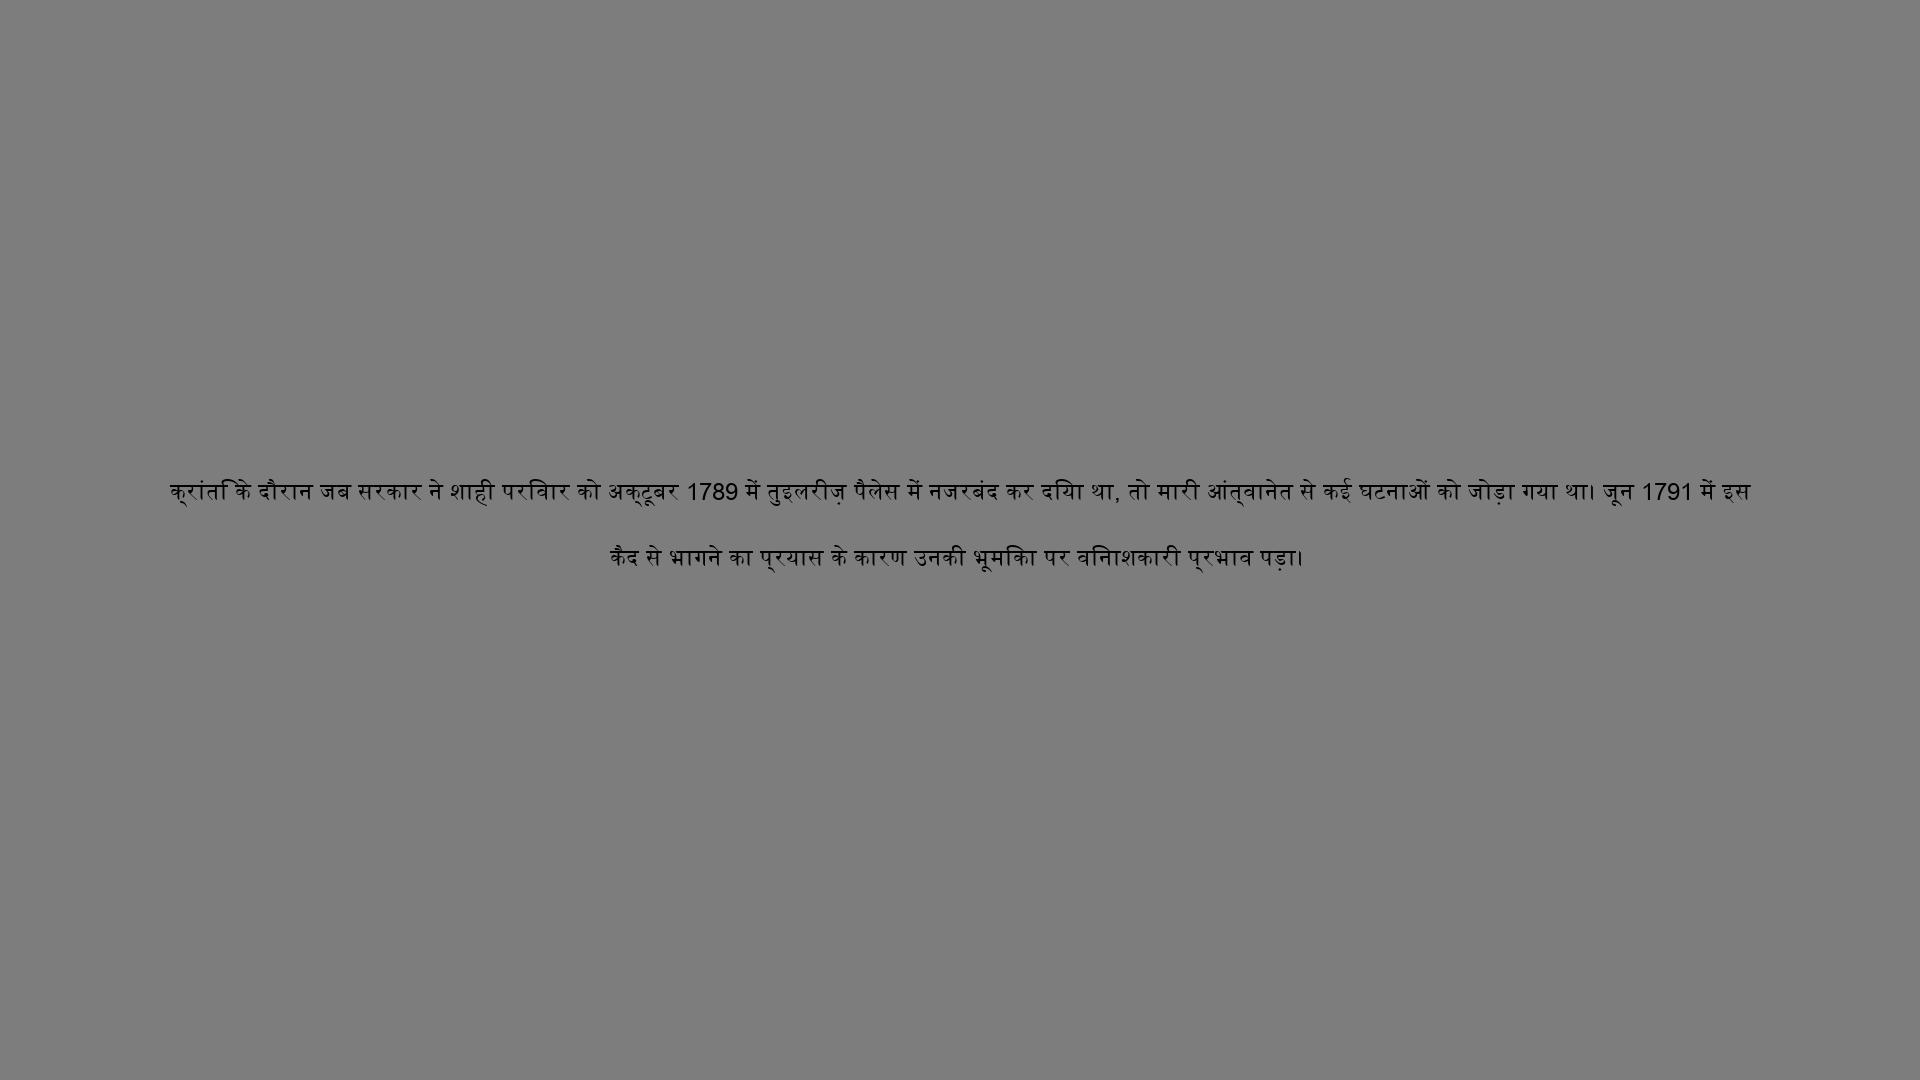 क्रांति के दौरान जब सरकार ने शाही परिवार को अक्टूबर 1789 में तुइलरीज़ पैलेस में नजरबंद कर दिया था, तो मारी आंत्वानेत से कई घटनाओं को जोड़ा गया था। जून 1791 में इस
कैद से भागने का प्रयास के कारण उनकी भूमिका पर विनाशकारी प्रभाव पड़ा।